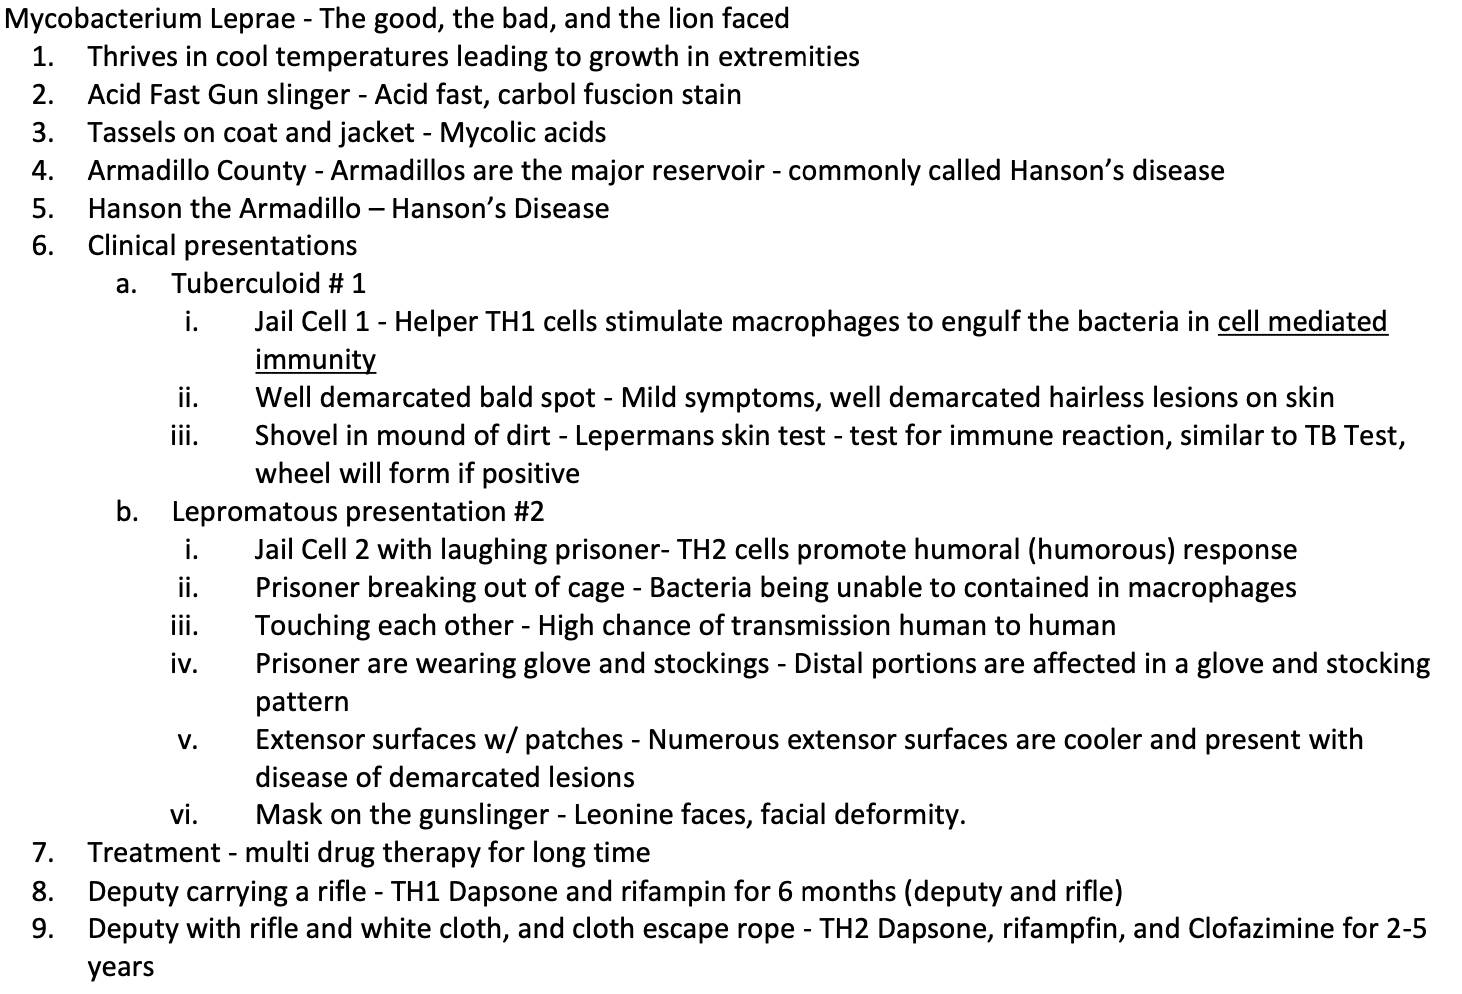 Mycobacterium Leprae - The good, the bad, and the lion faced
1. Thrives in cool temperatures leading to growth in extremities
2. Acid Fast Gun slinger - Acid fast, carbol fuscion stain
3. Tassels on coat and jacket - Mycolic acids
4. Armadillo County - Armadillos are the major reservoir - commonly called Hanson’s disease
5. Hanson the Armadillo – Hanson’s Disease
6. Clinical presentations
a. Tuberculoid # 1
i. Jail Cell 1 - Helper TH1 cells stimulate macrophages to engulf the bacteria in cell mediated
immunity
ii. Well demarcated bald spot - Mild symptoms, well demarcated hairless lesions on skin
iii. Shovel in mound of dirt - Lepermans skin test - test for immune reaction, similar to TB Test,
wheel will form if positive
b. Lepromatous presentation #2
i. Jail Cell 2 with laughing prisoner- TH2 cells promote humoral (humorous) response
ii. Prisoner breaking out of cage - Bacteria being unable to contained in macrophages
iii. Touching each other - High chance of transmission human to human
iv. Prisoner are wearing glove and stockings - Distal portions are affected in a glove and stocking
pattern
v. Extensor surfaces w/ patches - Numerous extensor surfaces are cooler and present with
disease of demarcated lesions
vi. Mask on the gunslinger - Leonine faces, facial deformity.
7. Treatment - multi drug therapy for long time
8. Deputy carrying a rifle - TH1 Dapsone and rifampin for 6 months (deputy and rifle)
9. Deputy with rifle and white cloth, and cloth escape rope - TH2 Dapsone, rifampfin, and Clofazimine for 2-5
years